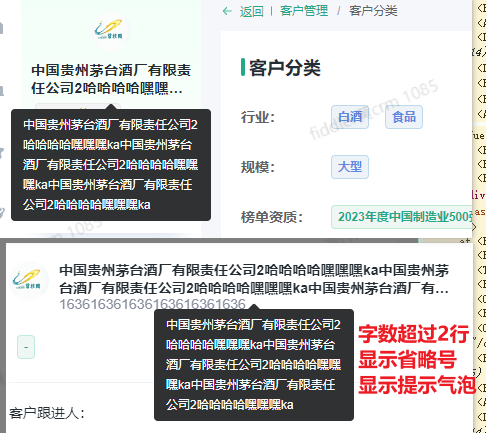 ← 返回 | 客户管理 / 客户分类
中国贵州茅台酒厂有限责
任公司2哈哈哈哈嘿嘿...
中国贵州茅台酒厂有限责任公司2
哈哈哈哈嘿嘿嘿ka中国贵州茅台
酒厂有限责任公司2哈哈哈哈嘿嘿
嘿ka中国贵州茅台酒厂有限责任
公司2哈哈哈哈嘿嘿嘿ka
客户分类
行业： 白酒 食品
规模： 大型
榜单资质： 2023年度中国制造业500强
中国贵州茅台酒厂有限责任公司2哈哈哈哈嘿嘿嘿ka中国贵州茅
台酒厂有限责任公司2哈哈哈哈嘿嘿嘿ka中国贵州茅台酒厂有...
163616361636163616361636
-
中国贵州茅台酒厂有限责任公司2
哈哈哈哈嘿嘿嘿ka中国贵州茅台
酒厂有限责任公司2哈哈哈哈嘿嘿
嘿ka中国贵州茅台酒厂有限责任
公司2哈哈哈哈嘿嘿嘿ka
字数超过2行
显示省略号
显示提示气泡
客户跟进人：